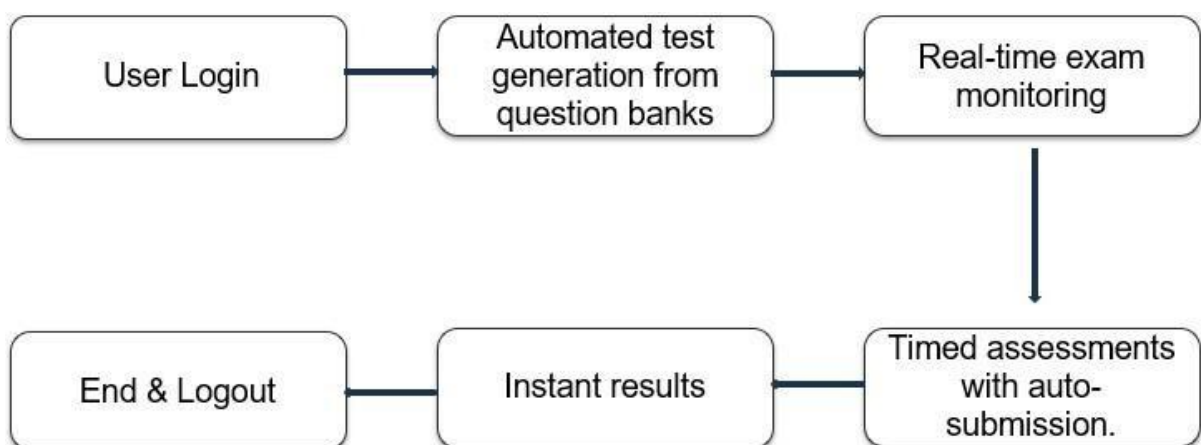 User Login
Automated test
generation from
question banks
Real-time exam
monitoring
Timed assessments
with auto-
submission.
Instant results
End & Logout